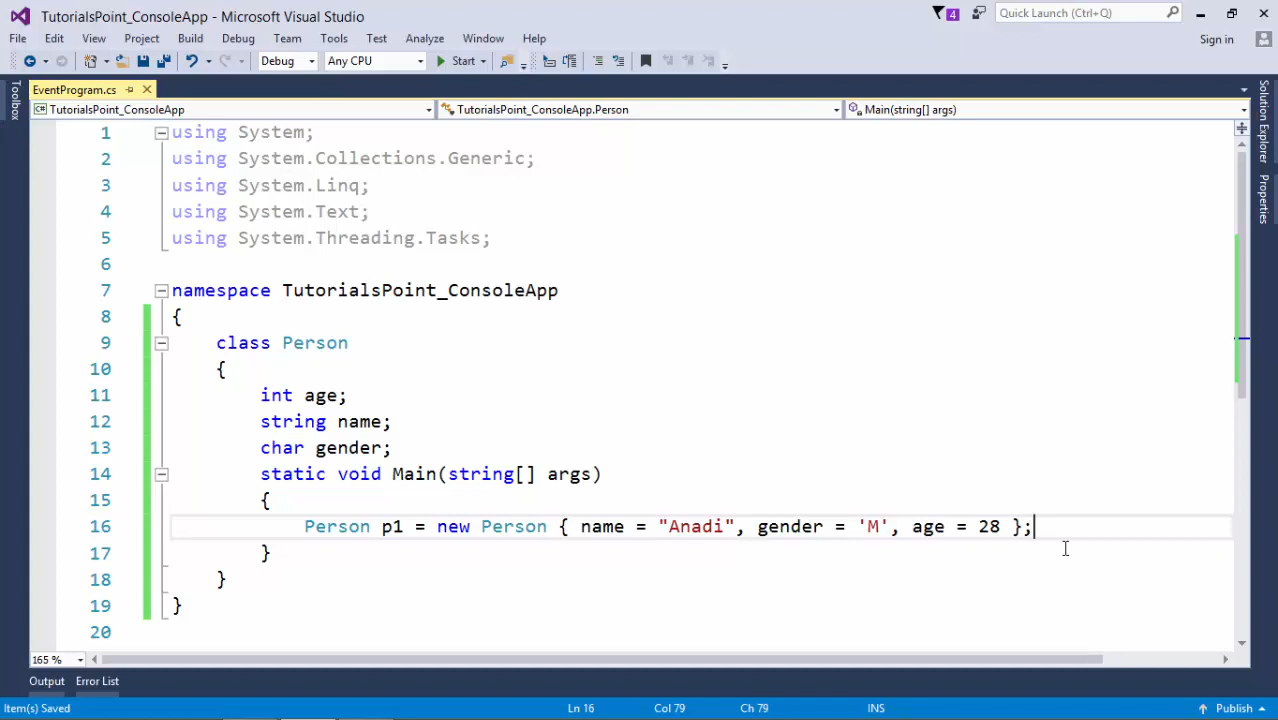 TutorialsPoint_ConsoleApp - Microsoft Visual Studio
4
Quick Launch (Ctrl+Q)
File Edit View Project Build Debug Team Tools Test Analyze Window Help
Sign in
Debug Any CPU Start
Toolbox
EventProgram.cs
Solution Explorer
Properties
TutorialsPoint_ConsoleApp TutorialsPoint_ConsoleApp.Person Main(string[] args)
1 using System;
2 using System.Collections.Generic;
3 using System.Linq;
4 using System.Text;
5 using System.Threading.Tasks;
6
7 namespace TutorialsPoint_ConsoleApp
8 {
9 class Person
10 {
11 int age;
12 string name;
13 char gender;
14 static void Main(string[] args)
15 {
16 Person p1 = new Person { name = "Anadi", gender = 'M', age = 28 };
17 }
18 }
19 }
20
165 %
Output Error List
Item(s) Saved Ln 16 Col 79 Ch 79 INS Publish